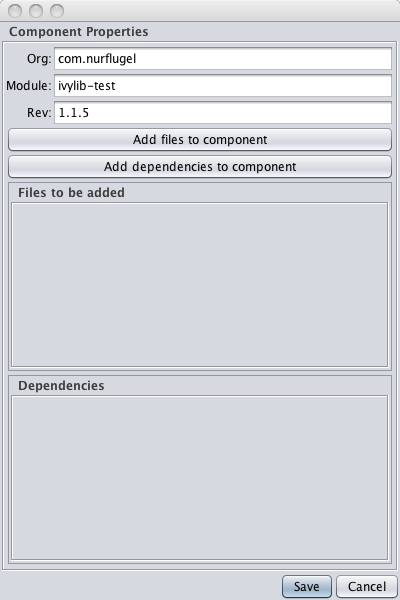 Component Properties
Org: com.nurflugel
Module: ivylib-test
Rev: 1.1.5
Add files to component
Add dependencies to component
Files to be added
Dependencies
Save Cancel